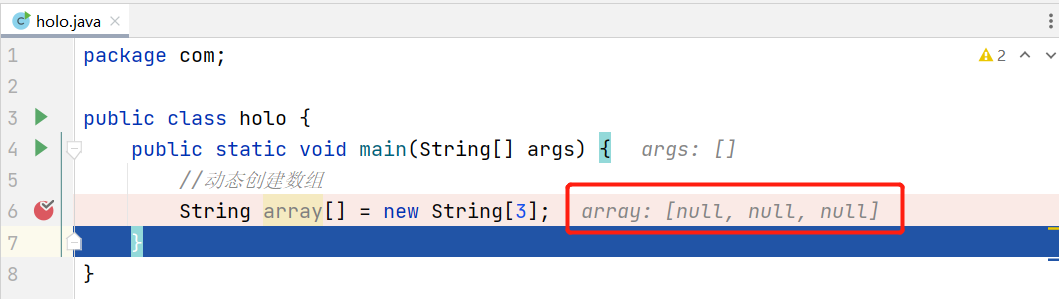 holo.java
1 package com; 2
2
3 public class holo {
4 public static void main(String[] args) { args: []
5 //动态创建数组
6 String array[] = new String[3]; array: [null, null, null]
7 }
8 }